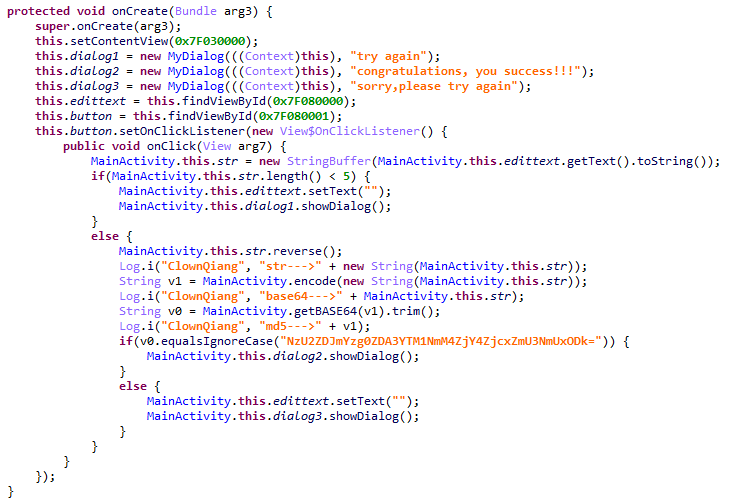 protected void onCreate(Bundle arg3) {
    super.onCreate(arg3);
    this.setContentView(0x7F030000);
    this.dialog1 = new MyDialog(((Context)this), "try again");
    this.dialog2 = new MyDialog(((Context)this), "congratulations, you success!!!");
    this.dialog3 = new MyDialog(((Context)this), "sorry,please try again");
    this.edittext = this.findViewById(0x7F080000);
    this.button = this.findViewById(0x7F080001);
    this.button.setOnClickListener(new View$OnClickListener() {
        public void onClick(View arg7) {
            MainActivity.this.str = new StringBuffer(MainActivity.this.edittext.getText().toString());
            if(MainActivity.this.str.length() < 5) {
                MainActivity.this.edittext.setText("");
                MainActivity.this.dialog1.showDialog();
            }
            else {
                MainActivity.this.str.reverse();
                Log.i("ClownQiang", "str--->" + new String(MainActivity.this.str));
                String v1 = MainActivity.encode(new String(MainActivity.this.str));
                Log.i("ClownQiang", "base64--->" + MainActivity.this.str);
                String v0 = MainActivity.getBASE64(v1).trim();
                Log.i("ClownQiang", "md5--->" + v1);
                if(v0.equalsIgnoreCase("NzU2ZDJmYzg0ZDA3YTM1NmM4ZjY4ZjcxZmU3NmUxODk=")) {
                    MainActivity.this.dialog2.showDialog();
                }
                else {
                    MainActivity.this.edittext.setText("");
                    MainActivity.this.dialog3.showDialog();
                }
            }
        }
    });
}